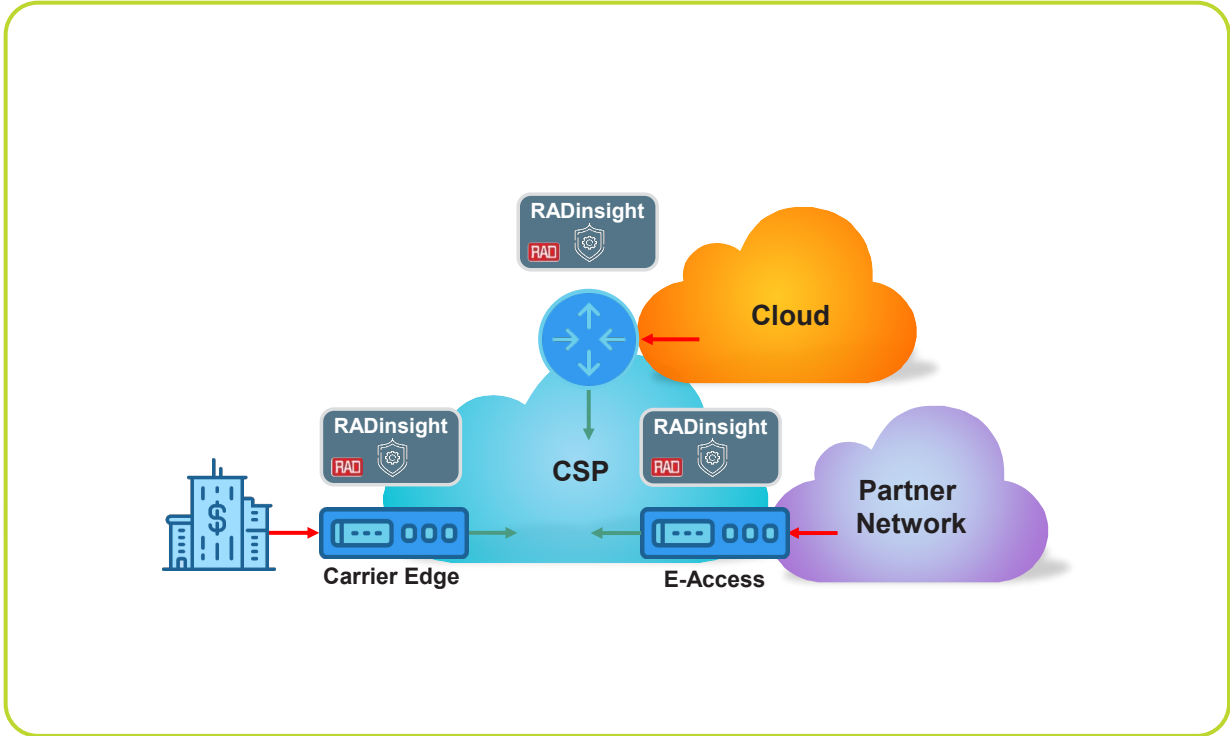 RADinsight
RAD
Cloud
RADinsight
RAD
RADinsight
RAD
CSP
Partner
Network
$
Carrier Edge
E-Access